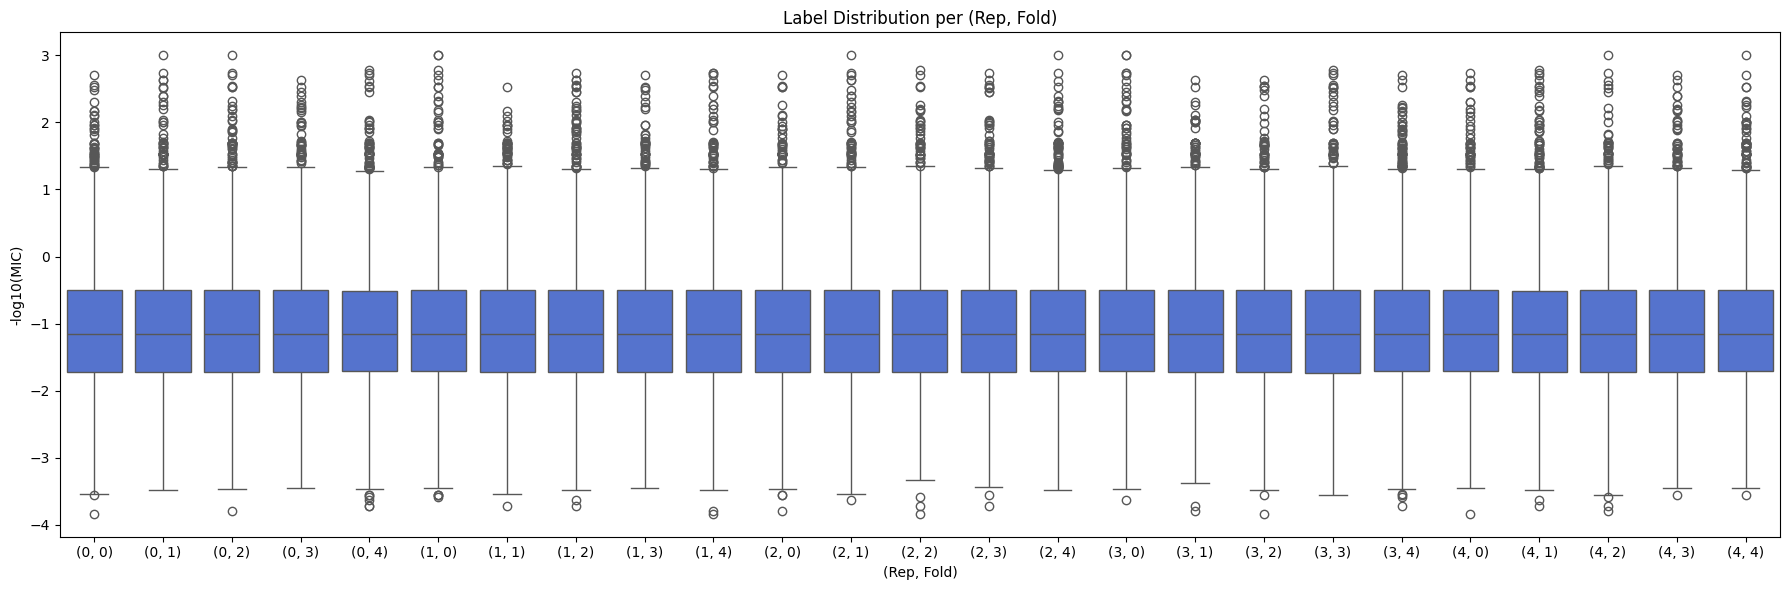 Label Distribution per (Rep, Fold)
-log10(MIC)
3
2
1
0
−1
−2
−3
−4
(0, 0) (0, 1) (0, 2) (0, 3) (0, 4) (1, 0) (1, 1) (1, 2) (1, 3) (1, 4) (2, 0) (2, 1) (2, 2) (2, 3) (2, 4) (3, 0) (3, 1) (3, 2) (3, 3) (3, 4) (4, 0) (4, 1) (4, 2) (4, 3) (4, 4)
(Rep, Fold)